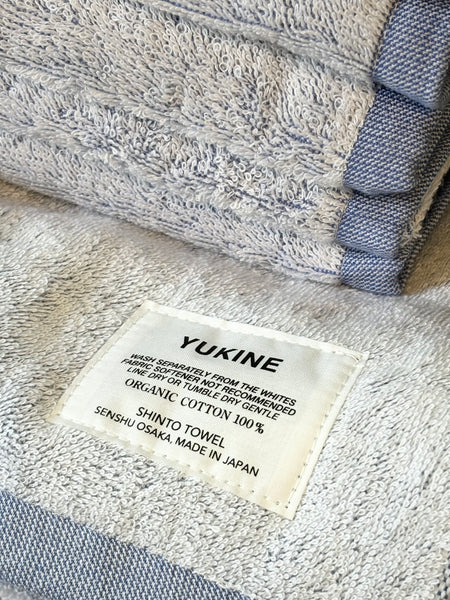 YUKINE
WASH SEPARATELY FROM THE WHITES
FABRIC SOFTENER NOT RECOMMENDED
LINE DRY OR TUMBLE DRY GENTLE
ORGANIC COTTON 100%
SHINTO TOWEL
SENSHU OSAKA, MADE IN JAPAN